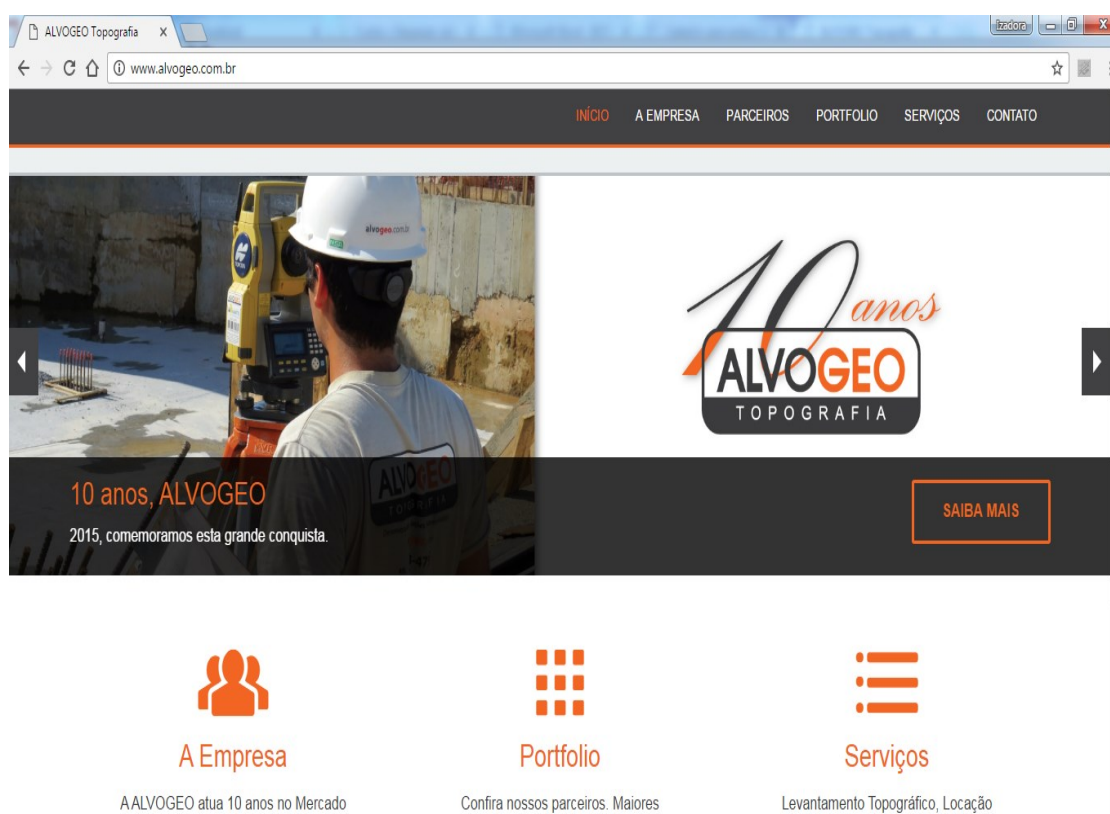 ALVOGEO Topografia
Izadora
www.alvogeo.com.br
INÍCIO A EMPRESA PARCEIROS PORTFOLIO SERVIÇOS CONTATO
alvogeo.com.br
10 anos
ALVOGEO
TOPOGRAFIA
ALVOGEO
TOPOGRAFIA
10 anos, ALVOGEO
2015, comemoramos esta grande conquista.
SAIBA MAIS
A Empresa
A ALVOGEO atua 10 anos no Mercado
Portfolio
Confira nossos parceiros. Maiores
Serviços
Levantamento Topográfico, Locação